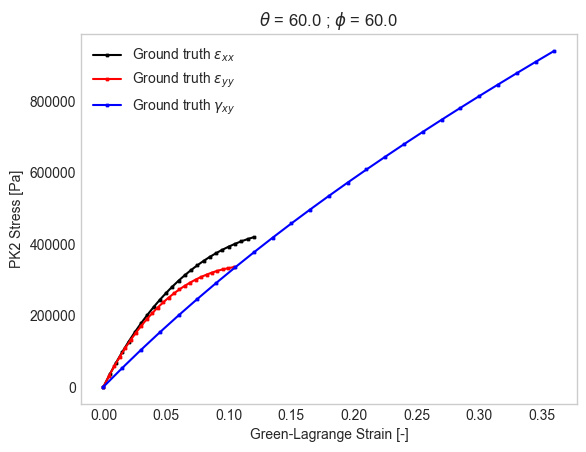 θ = 60.0 ; ϕ = 60.0
Ground truth εxx
Ground truth εyy
Ground truth γxy
PK2 Stress [Pa]
800000
600000
400000
200000
0
0.00 0.05 0.10 0.15 0.20 0.25 0.30 0.35
Green-Lagrange Strain [-]